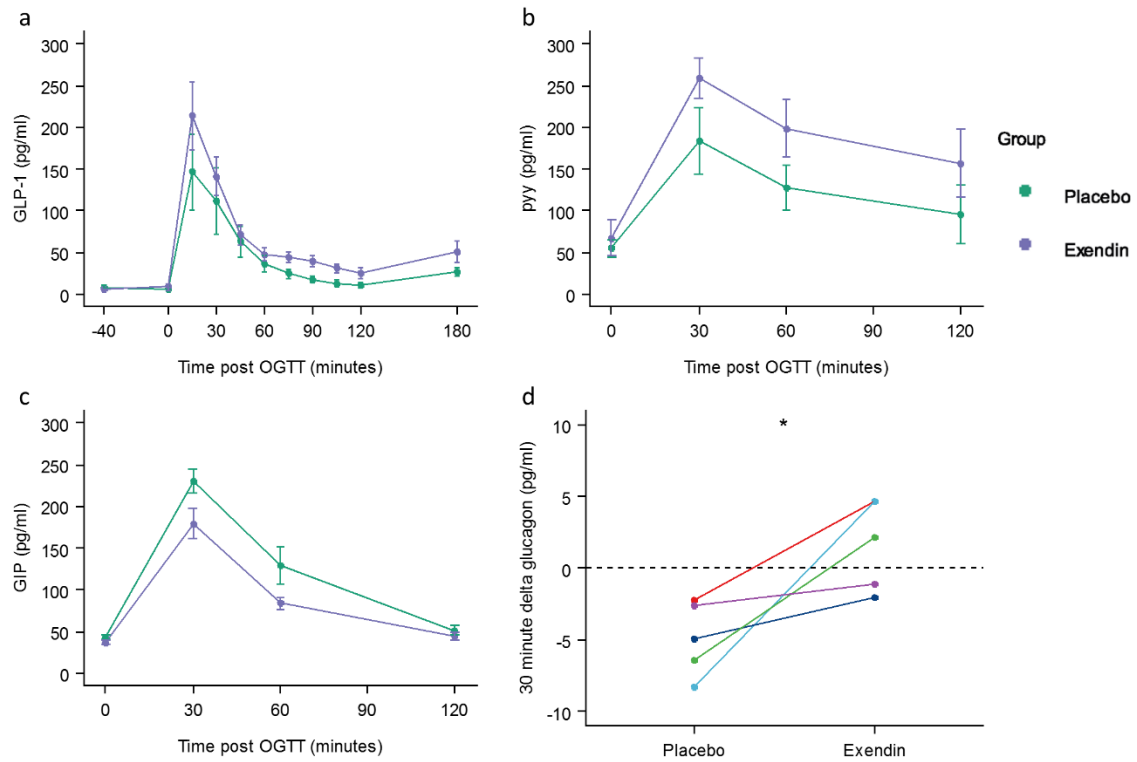 a
GLP-1 (pg/ml)
300
250
200
150
100
50
0
-40
0
30
60
90
120
180
Time post OGTT (minutes)
b
pyy (pg/ml)
300
250
200
150
100
50
0
0
30
60
90
120
Time post OGTT (minutes)
Group
Placebo
Exendin
c
GIP (pg/ml)
300
250
200
150
100
50
0
0
30
60
90
120
Time post OGTT (minutes)
d
*
30 minute delta glucagon (pg/ml)
10
5
0
-5
-10
Placebo
Exendin